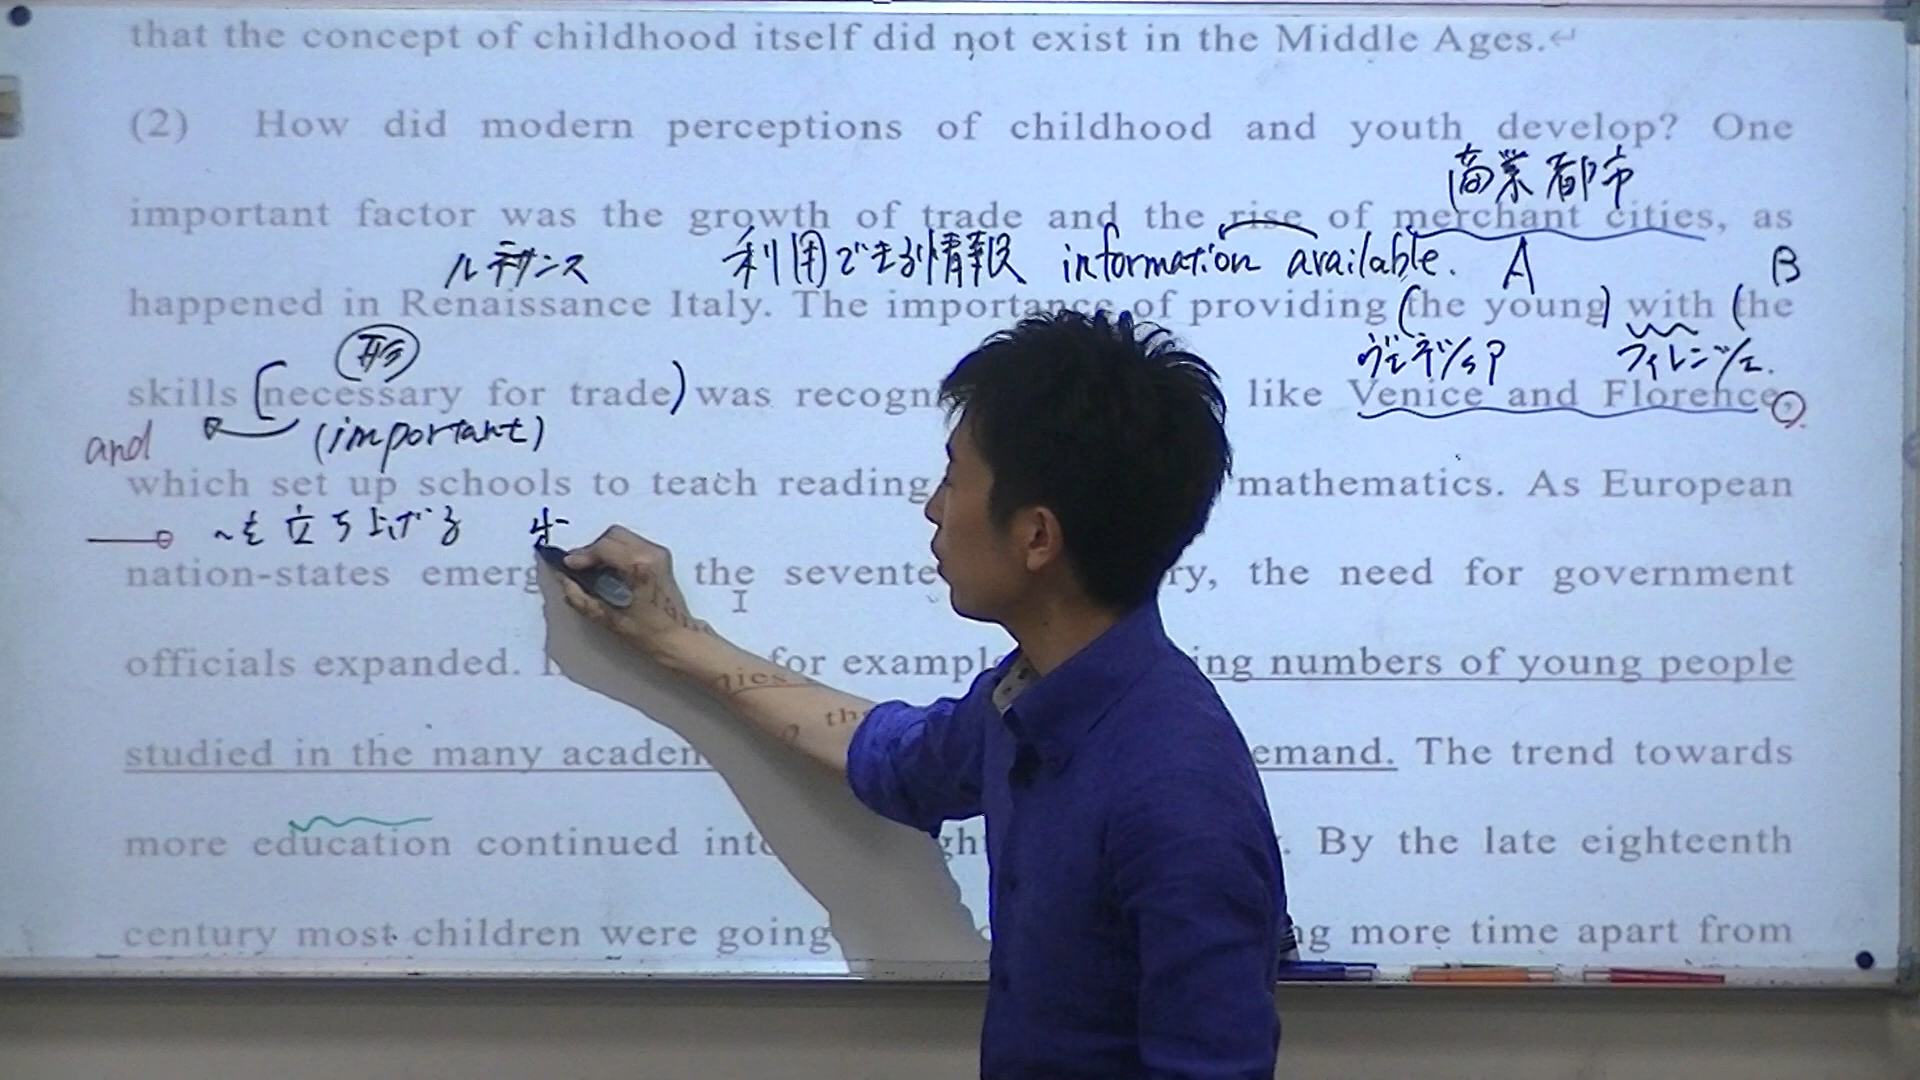 that the concept of childhood itself did not exist in the Middle Ages.↵
(2) How did modern perceptions of childhood and youth develop? One
商業都市
important factor was the growth of trade and the rise of merchant cities, as
ルネサンス 利用できる情報 information available. A B
happened in Renaissance Italy. The importance of providing (the young) with (the
形 ヴェネツィア フィレンツェ.
skills (necessary for trade) was recogn like Venice and Florence,
and (important)
which set up schools to teach reading mathematics. As European
~を立ち上げる
nation-states emerg the sevente ry, the need for government
officials expanded. for example ing numbers of young people
studied in the many academ emand. The trend towards
more education continued into ght . By the late eighteenth
century most children were going ng more time apart from